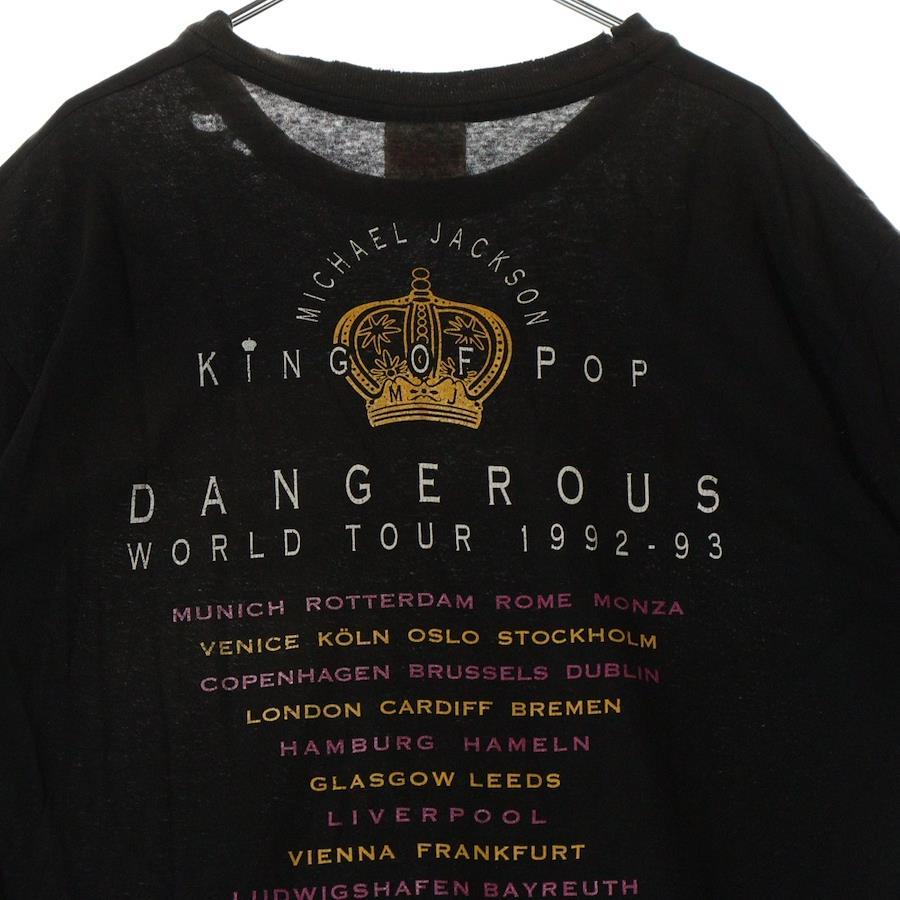 MICHAEL JACKSON
KING OF POP
M J
DANGEROUS
WORLD TOUR 1992-93
MUNICH ROTTERDAM ROME MONZA
VENICE KÖLN OSLO STOCKHOLM
COPENHAGEN BRUSSELS DUBLIN
LONDON CARDIFF BREMEN
HAMBURG HAMELN
GLASGOW LEEDS
LIVERPOOL
VIENNA FRANKFURT
LUDWIGSHAFEN BAYREUTH